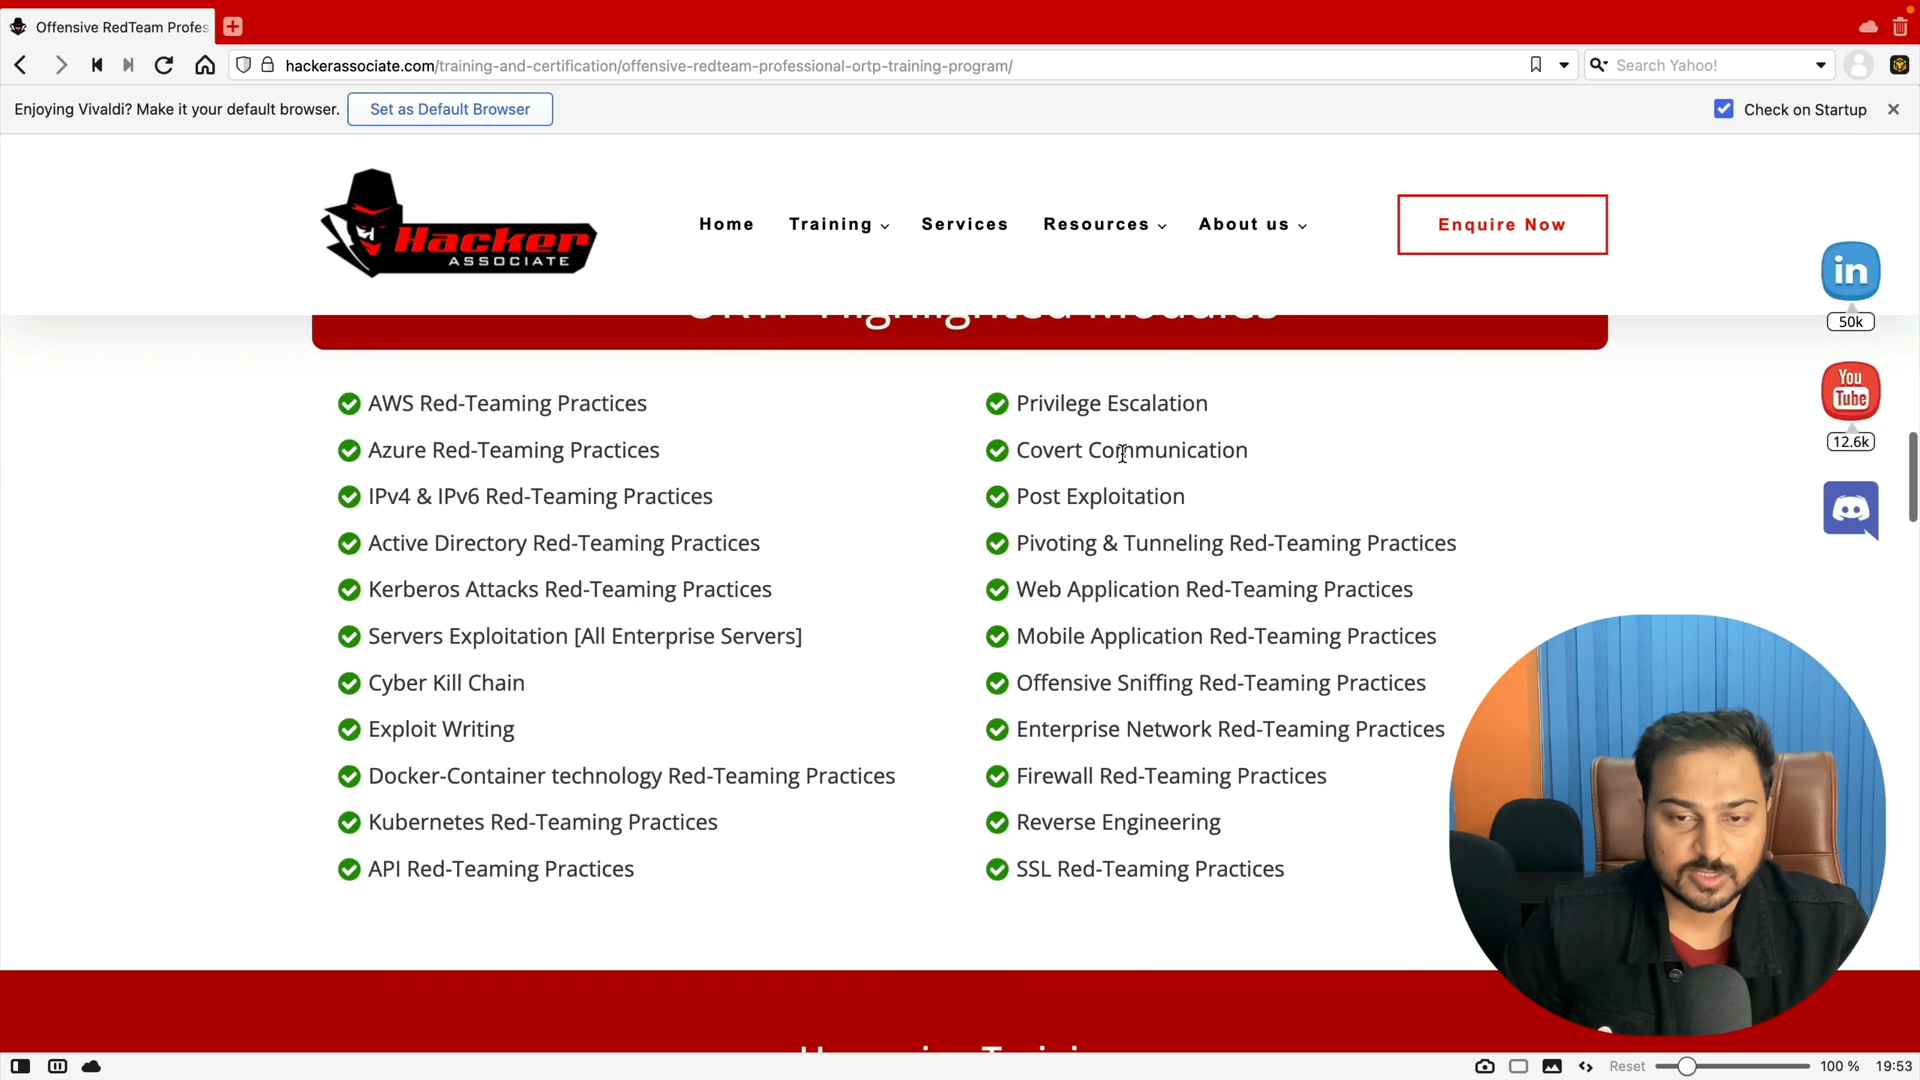 Offensive RedTeam Profes
hackerassociate.com/training-and-certification/offensive-redteam-professional-ortp-training-program/
Search Yahoo!
Enjoying Vivaldi? Make it your default browser.
Set as Default Browser
Check on Startup
Hacker
ASSOCIATE
Home
Training
Services
Resources
About us
Enquire Now
in
50k
You
Tube
12.6k
ORTP Highlighted Modules
AWS Red-Teaming Practices
Azure Red-Teaming Practices
IPv4 & IPv6 Red-Teaming Practices
Active Directory Red-Teaming Practices
Kerberos Attacks Red-Teaming Practices
Servers Exploitation [All Enterprise Servers]
Cyber Kill Chain
Exploit Writing
Docker-Container technology Red-Teaming Practices
Kubernetes Red-Teaming Practices
API Red-Teaming Practices
Privilege Escalation
Covert Communication
Post Exploitation
Pivoting & Tunneling Red-Teaming Practices
Web Application Red-Teaming Practices
Mobile Application Red-Teaming Practices
Offensive Sniffing Red-Teaming Practices
Enterprise Network Red-Teaming Practices
Firewall Red-Teaming Practices
Reverse Engineering
SSL Red-Teaming Practices
Reset
100 %
19:53